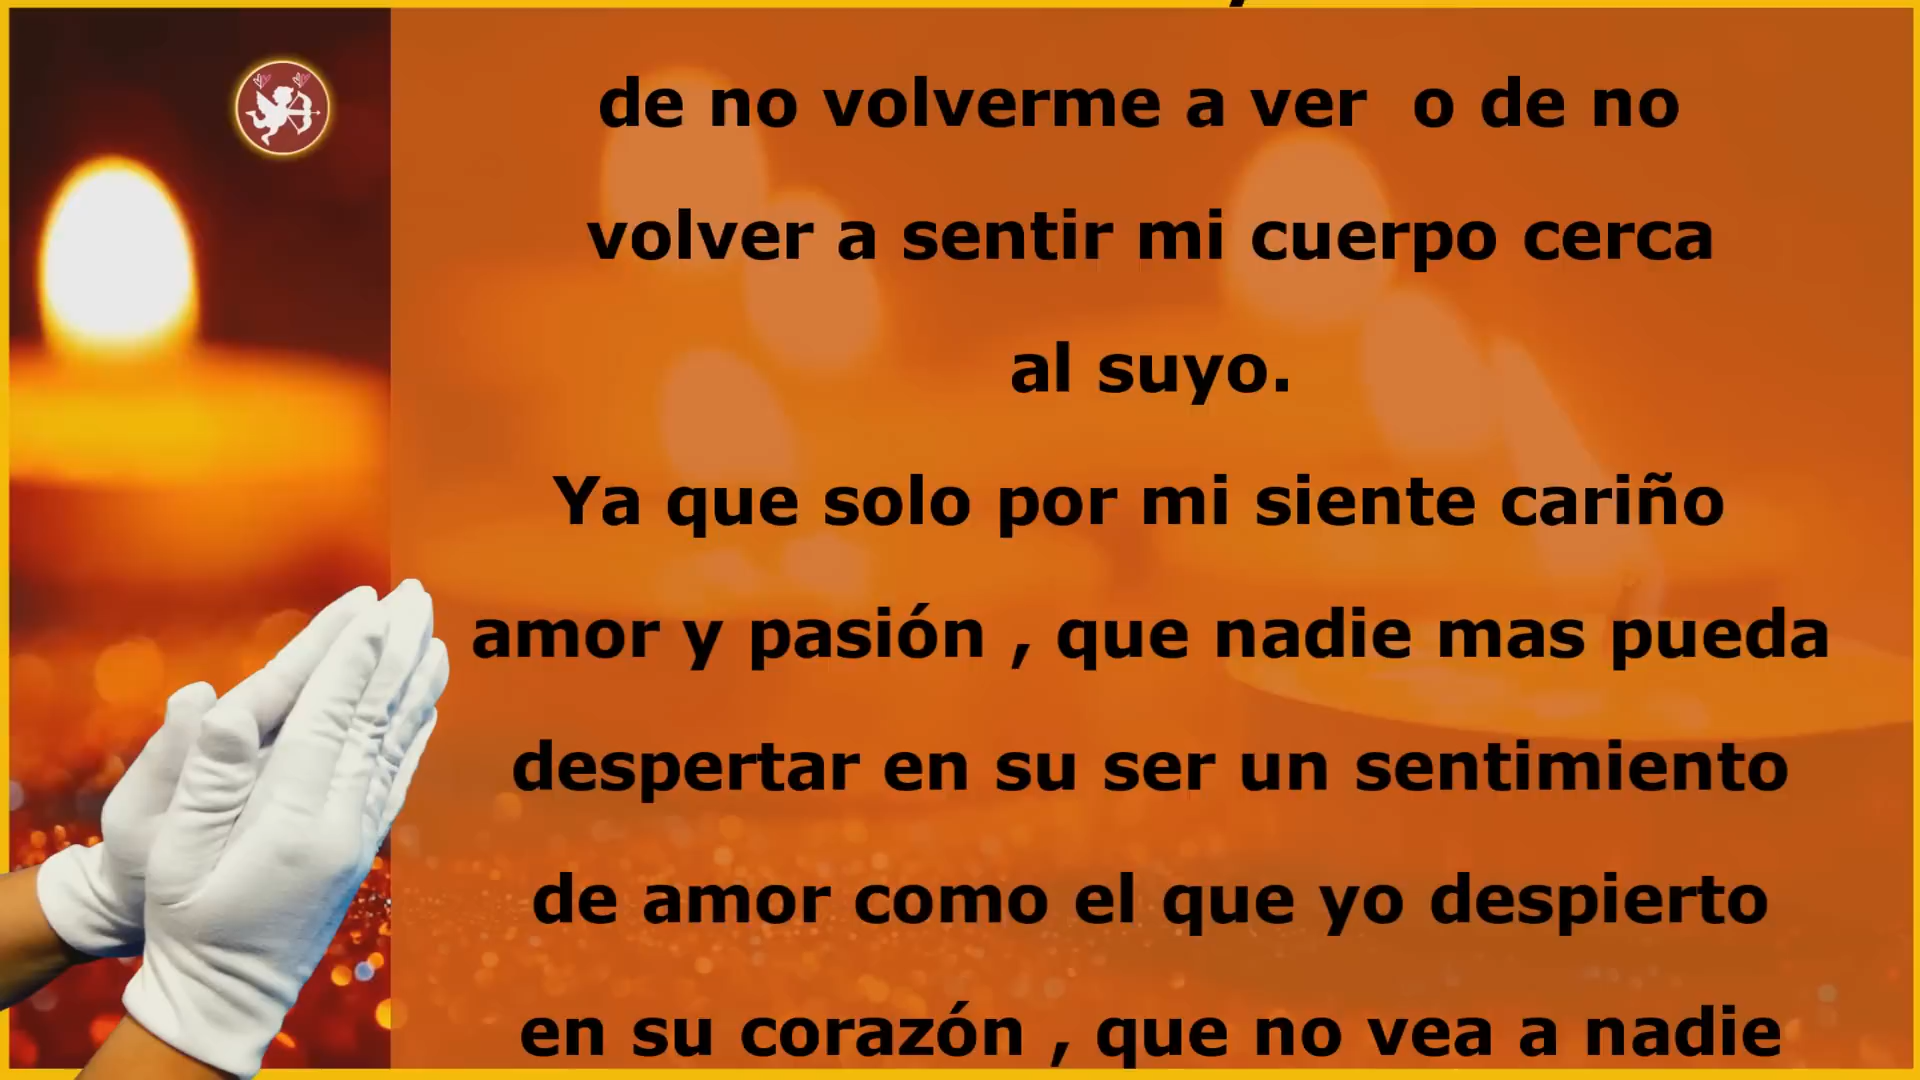 de no volverme a ver  o de no
volver a sentir mi cuerpo cerca
al suyo.
Ya que solo por mi siente cariño
amor y pasión , que nadie mas pueda
despertar en su ser un sentimiento
de amor como el que yo despierto
en su corazón , que no vea a nadie